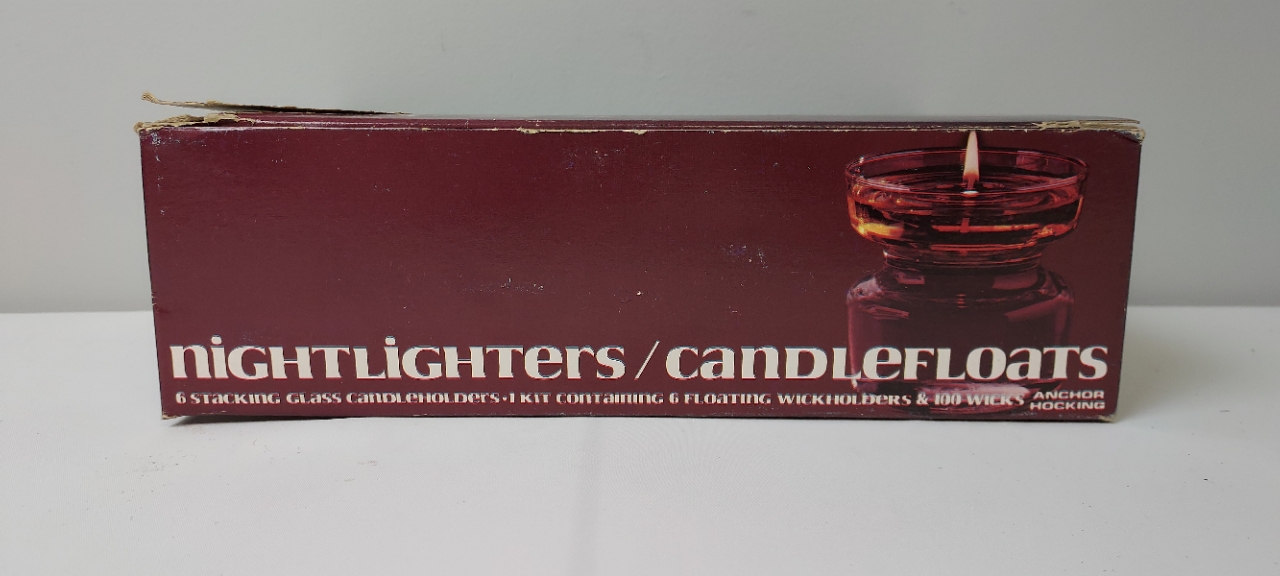 niGHTLiGHTers / canDLeFLoaTs
6 STACKING GLASS CANDLEHOLDERS • 1 KIT CONTAINING 6 FLOATING WICKHOLDERS & 100 WICKS
ANCHOR
HOCKING